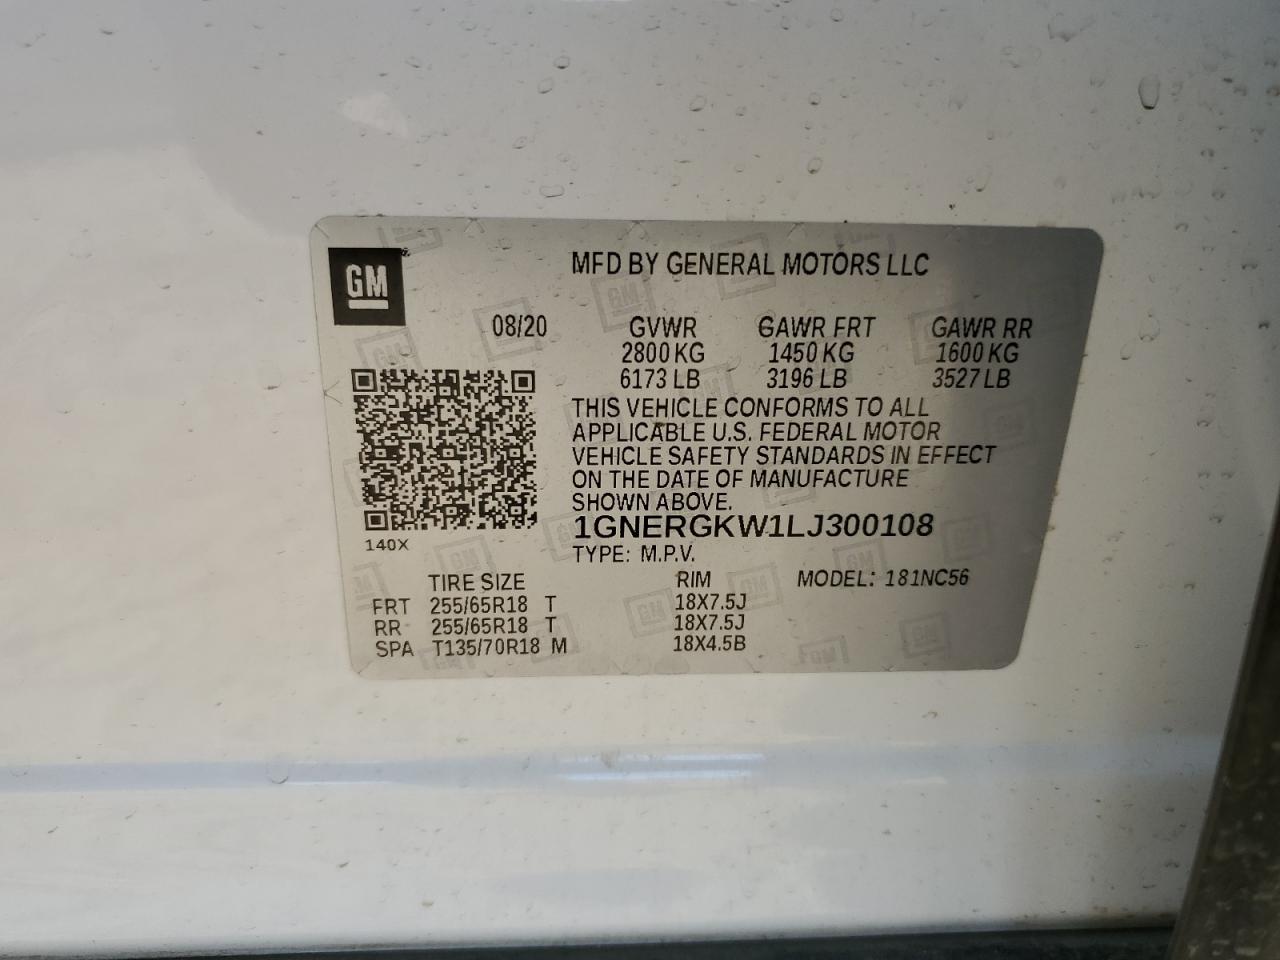 GM
MFD BY GENERAL MOTORS LLC
08/20 GVWR GAWR FRT GAWR RR
2800 KG 1450 KG 1600 KG
6173 LB 3196 LB 3527 LB
THIS VEHICLE CONFORMS TO ALL
APPLICABLE U.S. FEDERAL MOTOR
VEHICLE SAFETY STANDARDS IN EFFECT
ON THE DATE OF MANUFACTURE
SHOWN ABOVE.
1GNERGKW1LJ300108
140X
TYPE: M.P.V.
TIRE SIZE RIM MODEL: 181NC56
FRT 255/65R18 T 18X7.5J
RR 255/65R18 T 18X7.5J
SPA T135/70R18 M 18X4.5B